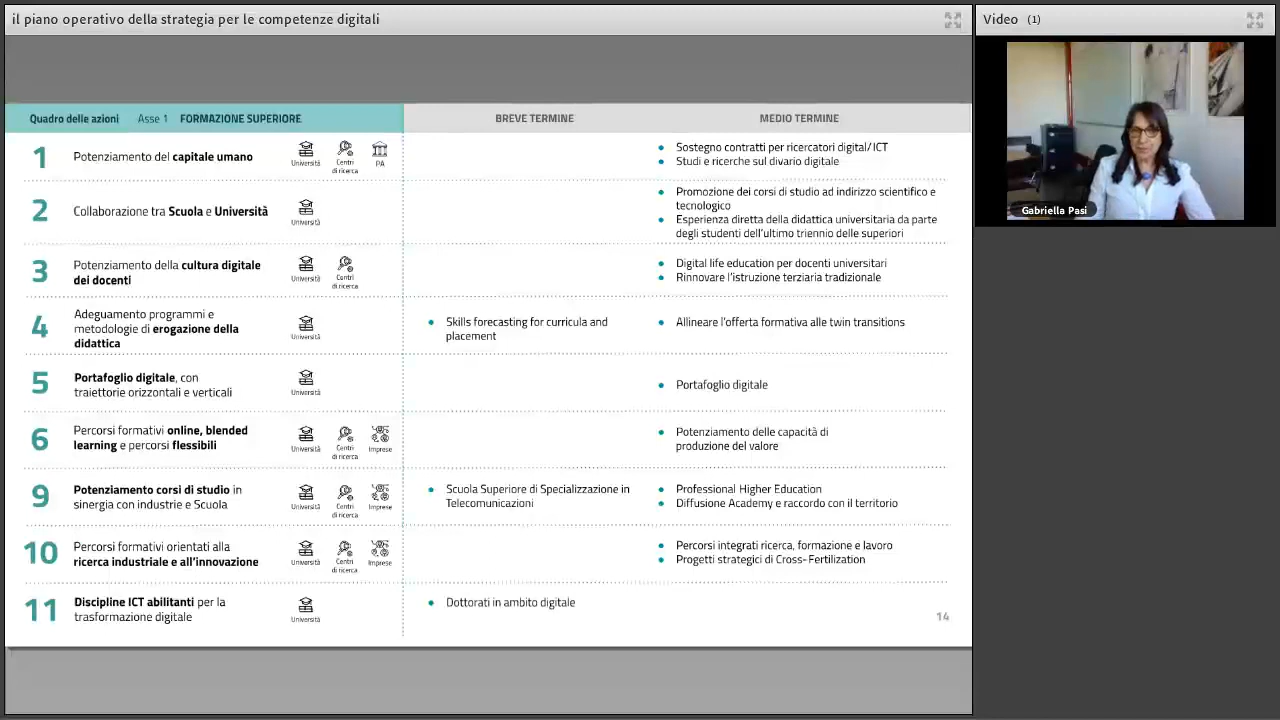 il piano operativo della strategia per le competenze digitali
Video (1)
Gabriella Pasi
Quadro delle azioni Asse 1 FORMAZIONE SUPERIORE
BREVE TERMINE
MEDIO TERMINE
1
Potenziamento del capitale umano
Università
Centri
di ricerca
PA
Sostegno contratti per ricercatori digital/ICT
Studi e ricerche sul divario digitale
2
Collaborazione tra Scuola e Università
Università
Promozione dei corsi di studio ad indirizzo scientifico e
tecnologico
Esperienza diretta della didattica universitaria da parte
degli studenti dell'ultimo triennio delle superiori
3
Potenziamento della cultura digitale
dei docenti
Università
Centri
di ricerca
Digital life education per docenti universitari
Rinnovare l'istruzione terziaria tradizionale
4
Adeguamento programmi e
metodologie di erogazione della
didattica
Università
Skills forecasting for curricula and
placement
Allineare l'offerta formativa alle twin transitions
5
Portafoglio digitale, con
traiettorie orizzontali e verticali
Università
Portafoglio digitale
6
Percorsi formativi online, blended
learning e percorsi flessibili
Università
Centri
di ricerca
Imprese
Potenziamento delle capacità di
produzione del valore
9
Potenziamento corsi di studio in
sinergia con industrie e Scuola
Università
Centri
di ricerca
Imprese
Scuola Superiore di Specializzazione in
Telecomunicazioni
Professional Higher Education
Diffusione Academy e raccordo con il territorio
10
Percorsi formativi orientati alla
ricerca industriale e all'innovazione
Università
Centri
di ricerca
Imprese
Percorsi integrati ricerca, formazione e lavoro
Progetti strategici di Cross-Fertilization
11
Discipline ICT abilitanti per la
trasformazione digitale
Università
Dottorati in ambito digitale
14